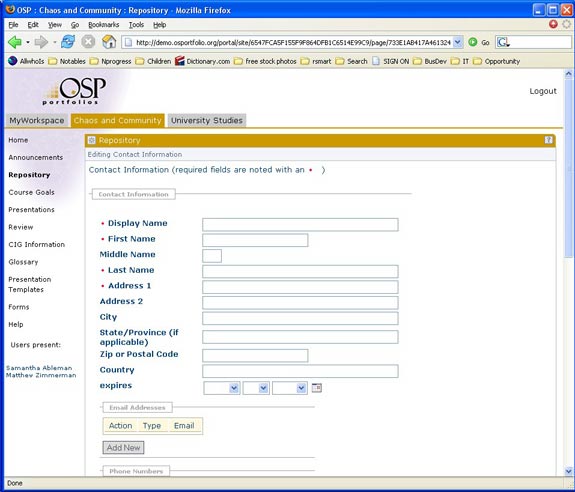 OSP : Chaos and Community : Repository - Mozilla Firefox
File Edit View Go Bookmarks Tools Help
http://demo.osportfolio.org/portal/site/6547FCA5F155F9F864DFB1C6514E99C9/page/733E1AB417A461324 Go G
AllwhoIs Notables Nprogress Children Dictionary.com free stock photos rsmart Search SIGN ON BusDev IT Opportunity
OSP
portfolios
Logout
MyWorkspace Chaos and Community University Studies
Home
Announcements
Repository
Course Goals
Presentations
Review
CIG Information
Glossary
Presentation
Templates
Forms
Help
Users present:
Samantha Ableman
Matthew Zimmerman
Repository ?
Editing Contact Information
Contact Information (required fields are noted with an • )
Contact Information
• Display Name
• First Name
Middle Name
• Last Name
• Address 1
Address 2
City
State/Province (if
applicable)
Zip or Postal Code
Country
expires
Email Addresses
Action Type Email
Add New
Phone Numbers
Done